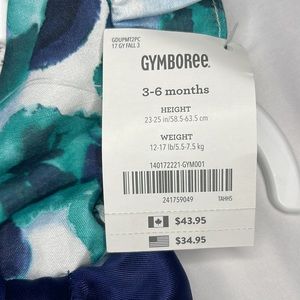 GDUPMT2PC
17 GY FALL 3
GYMBOREE.
3-6 months
HEIGHT
23-25 in/58.5-63.5 cm
WEIGHT
12-17 lb/5.5-7.5 kg
140172221-GYM001
241759049 TAHHS
$43.95
$34.95